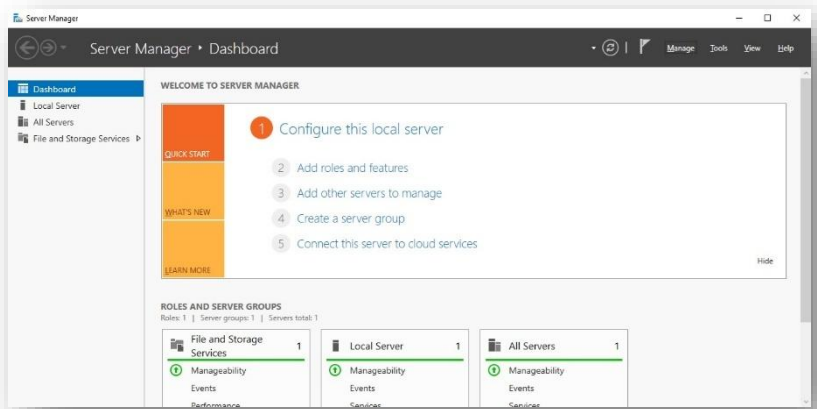 Server Manager
Server Manager • Dashboard
Manage Tools View Help
Dashboard
Local Server
All Servers
File and Storage Services
WELCOME TO SERVER MANAGER
QUICK START
WHAT'S NEW
LEARN MORE
1 Configure this local server
2 Add roles and features
3 Add other servers to manage
4 Create a server group
5 Connect this server to cloud services
Hide
ROLES AND SERVER GROUPS
Roles: 1 | Server groups: 1 | Servers total: 1
File and Storage Services 1
Manageability
Events
Performance
Local Server 1
Manageability
Events
Services
All Servers 1
Manageability
Events
Services